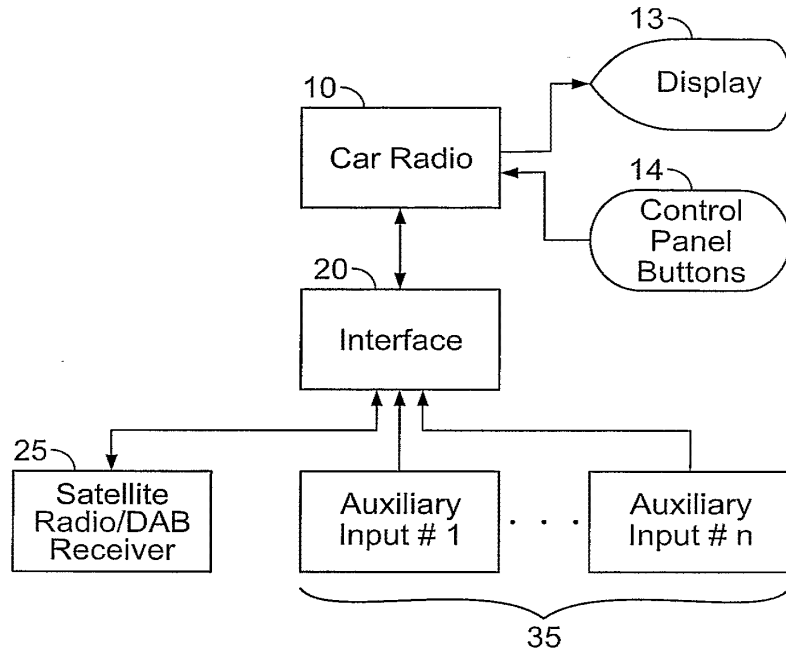 13
Display
10
Car Radio
14
Control
Panel
Buttons
20
Interface
25
Satellite
Radio/DAB
Receiver
Auxiliary
Input # 1
. . .
Auxiliary
Input # n
35